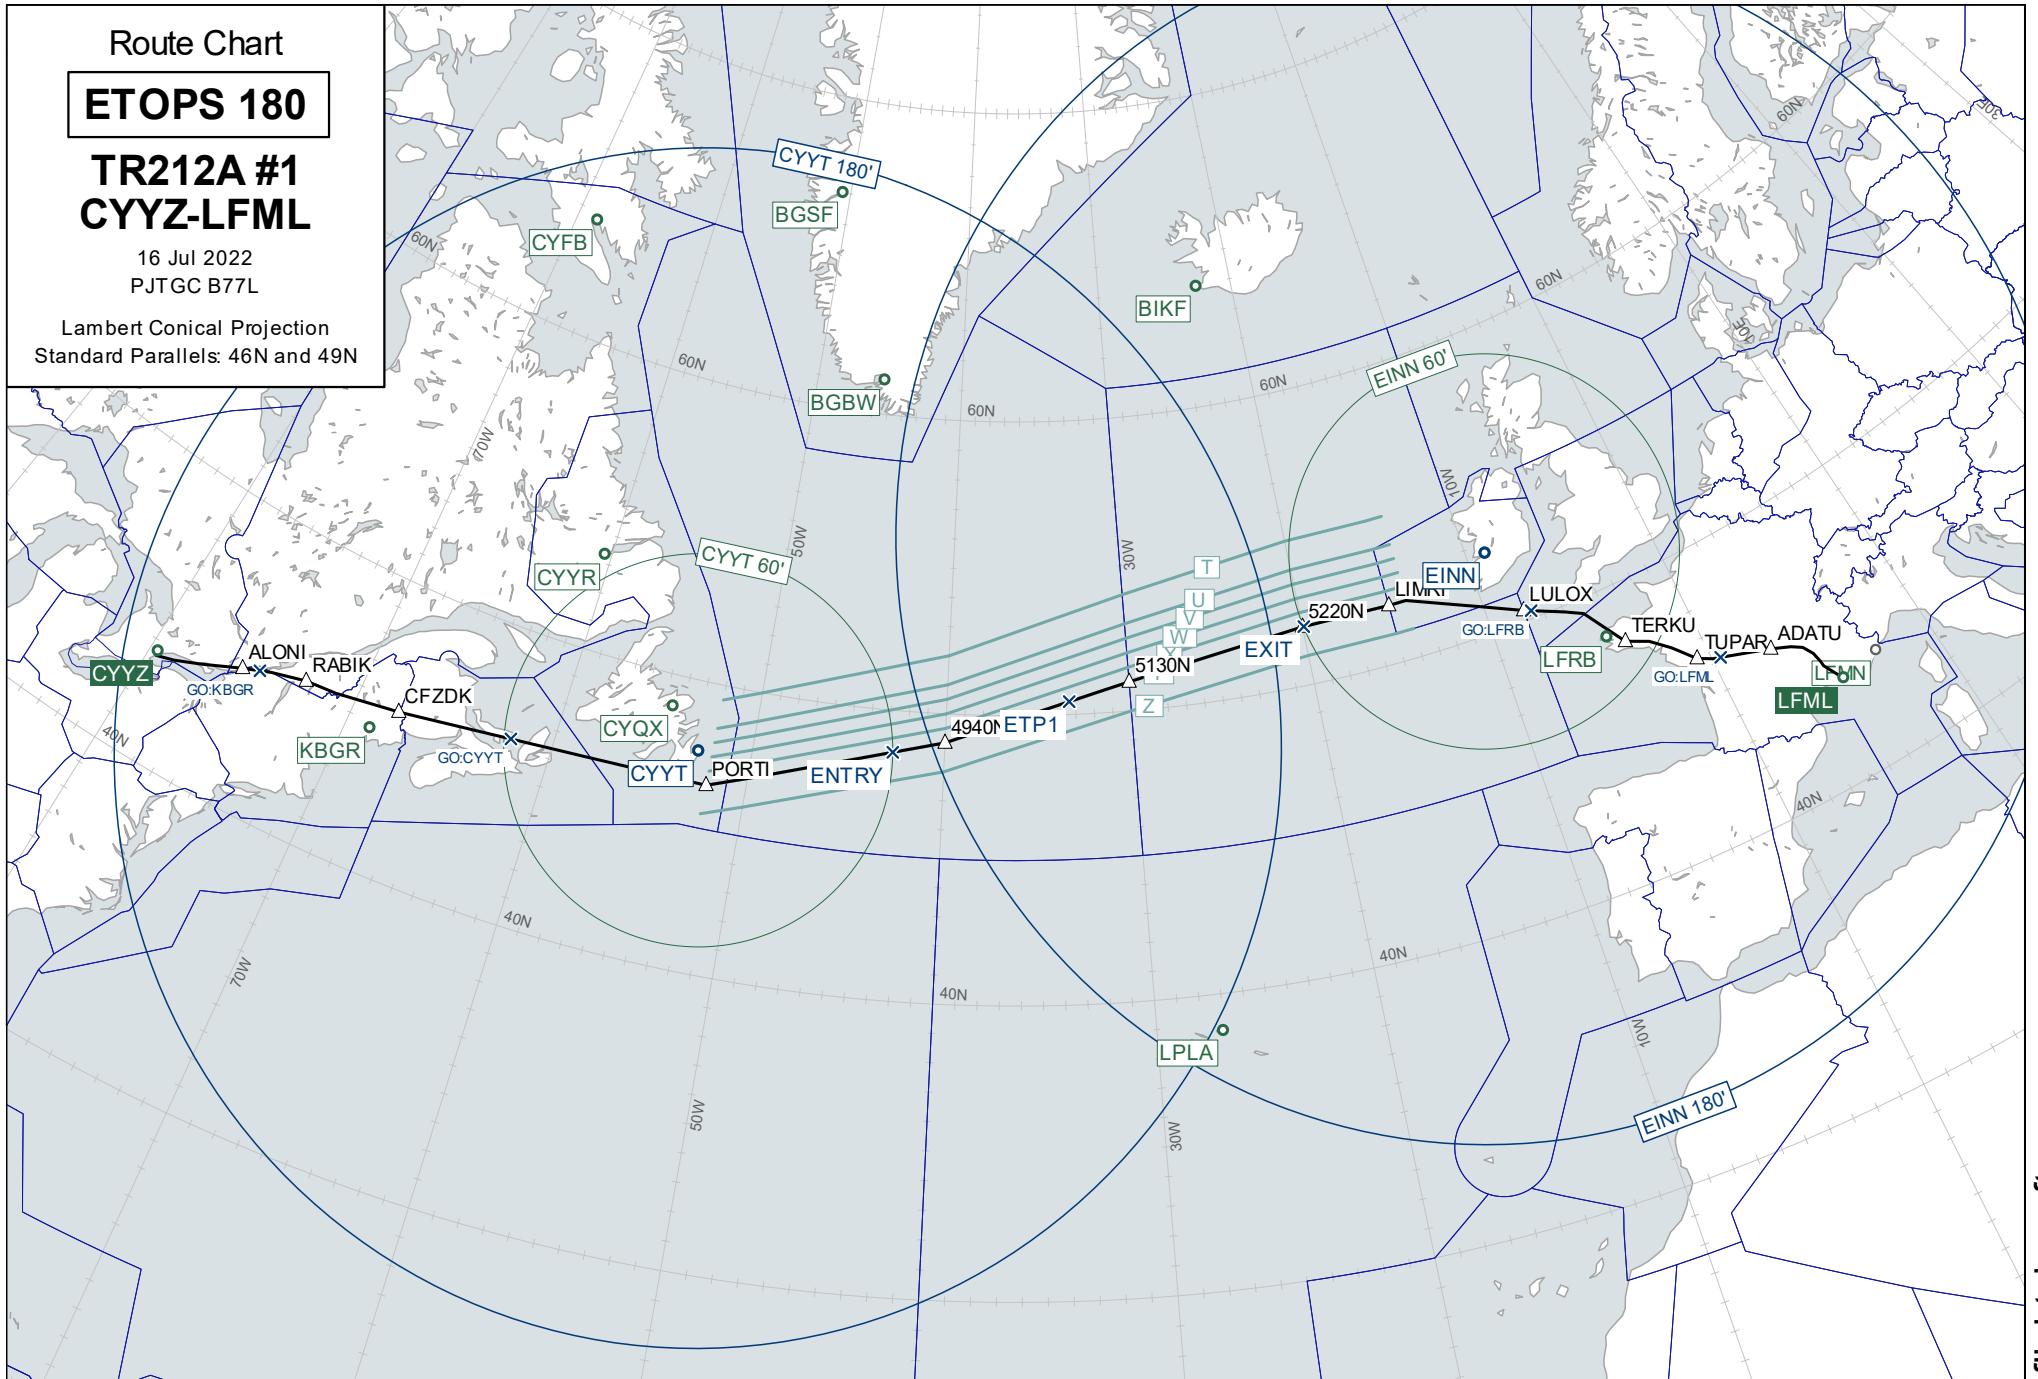 Route Chart
ETOPS 180
TR212A #1
CYYZ-LFML
16 Jul 2022
PJTGC B77L
Lambert Conical Projection
Standard Parallels: 46N and 49N
CYYT 180'
BGSF
CYFB
60N
60N
30E
BIKF
60N
60N
10E
EINN 60'
60N
BGBW
60N
70W
10W
50W
CYYT 60'
30W
T
CYYR
EINN
U
LIMRI
LULOX
V
5220N
GO:LFRB
TERKU
W
ADATU
TUPAR
ALONI
EXIT
LFRB
CYYZ
RABIK
5130N
LFMN
GO:KBGR
GO:LFML
CFZDK
Z
LFML
CYQX
4940N
ETP1
40N
KBGR
GO:CYYT
CYYT
PORTI
ENTRY
40N
40N
70W
40N
40N
10W
LPLA
50W
30W
EINN 180'